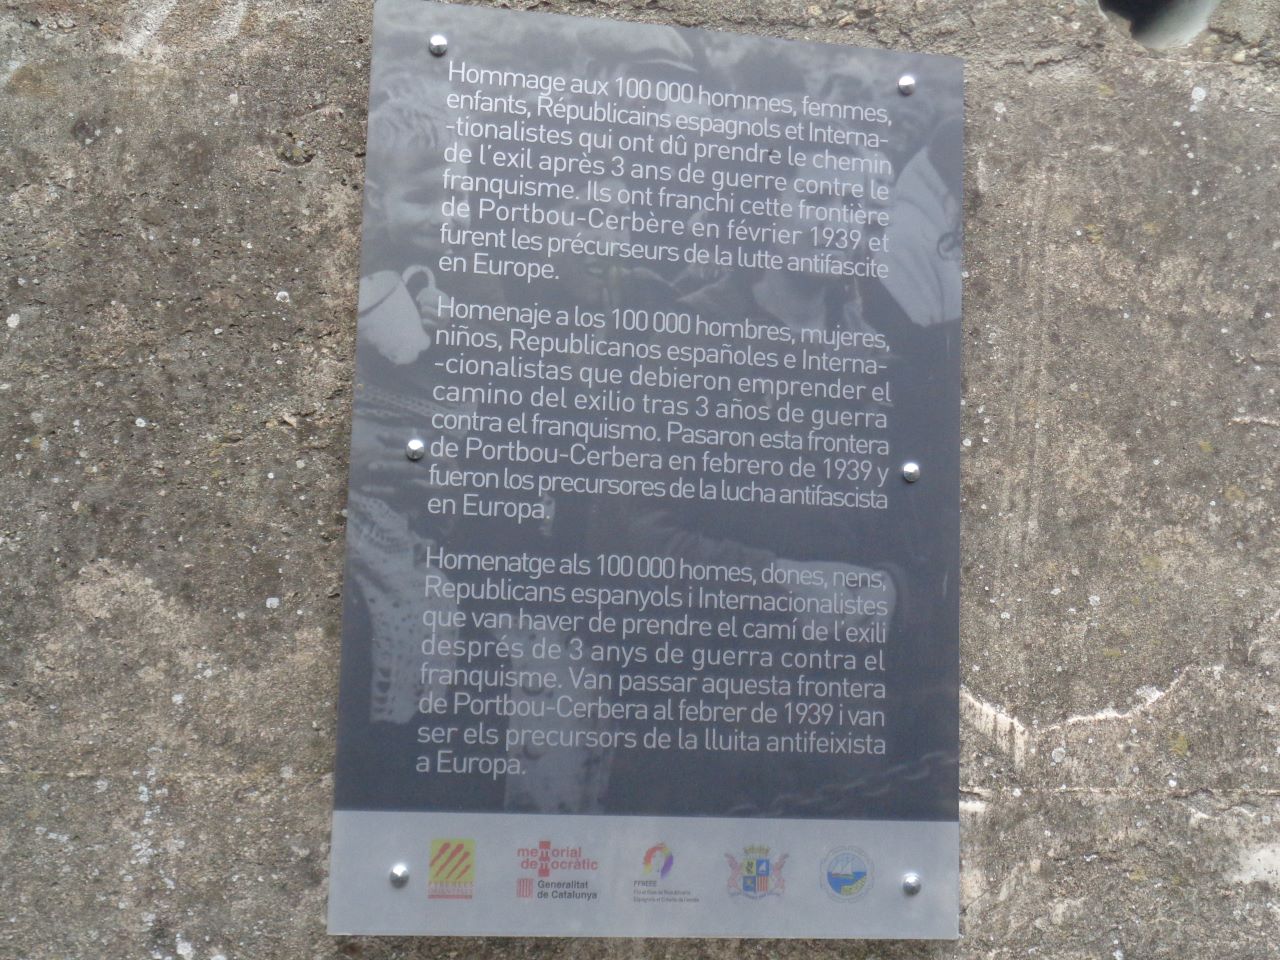 Hommage aux 100 000 hommes, femmes,
enfants, Républicains espagnols et Interna-
-tionalistes qui ont dû prendre le chemin
de l'exil après 3 ans de guerre contre le
franquisme. Ils ont franchi cette frontière
de Portbou-Cerbère en février 1939 et
furent les précurseurs de la lutte antifascite
en Europe.
Homenaje a los 100 000 hombres, mujeres,
niños, Republicanos españoles e Interna-
-cionalistas que debieron emprender el
camino del exilio tras 3 años de guerra
contra el franquismo. Pasaron esta frontera
de Portbou-Cerbera en febrero de 1939 y
fueron los precursores de la lucha antifascista
en Europa.
Homenatge als 100 000 homes, dones, nens,
Republicans espanyols i Internacionalistes
que van haver de prendre el camí de l'exili
després de 3 anys de guerra contra el
franquisme. Van passar aquesta frontera
de Portbou-Cerbera al febrer de 1939 i van
ser els precursors de la lluita antifeixista
a Europa.
memorial
democràtic
Generalitat
de Catalunya
FFREEE